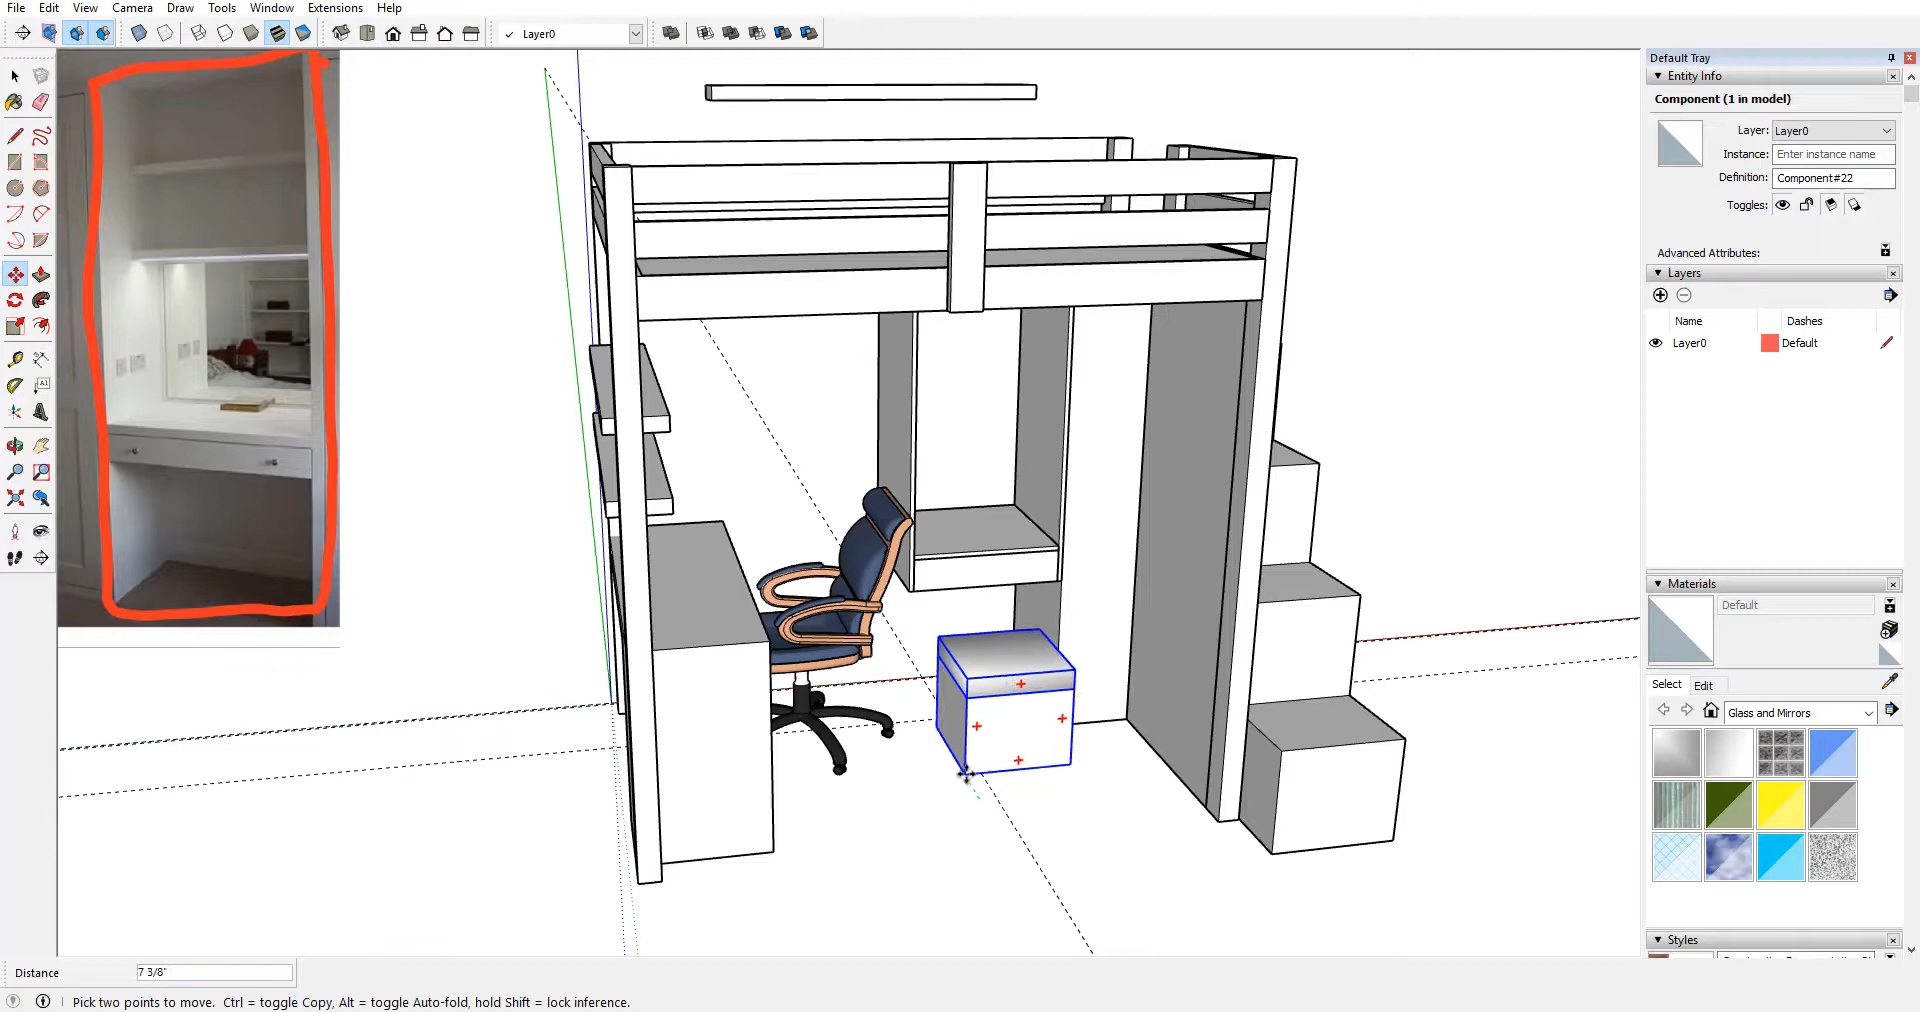 File Edit View Camera Draw Tools Window Extensions Help
Layer0
Default Tray
Entity Info
Component (1 in model)
Layer: Layer0
Instance: Enter instance name
Definition: Component#22
Toggles:
Advanced Attributes:
Layers
Name Dashes
Layer0 Default
Materials
Default
Select Edit
Glass and Mirrors
Styles
A1
Distance 7 3/8"
Pick two points to move. Ctrl = toggle Copy, Alt = toggle Auto-fold, hold Shift = lock inference.